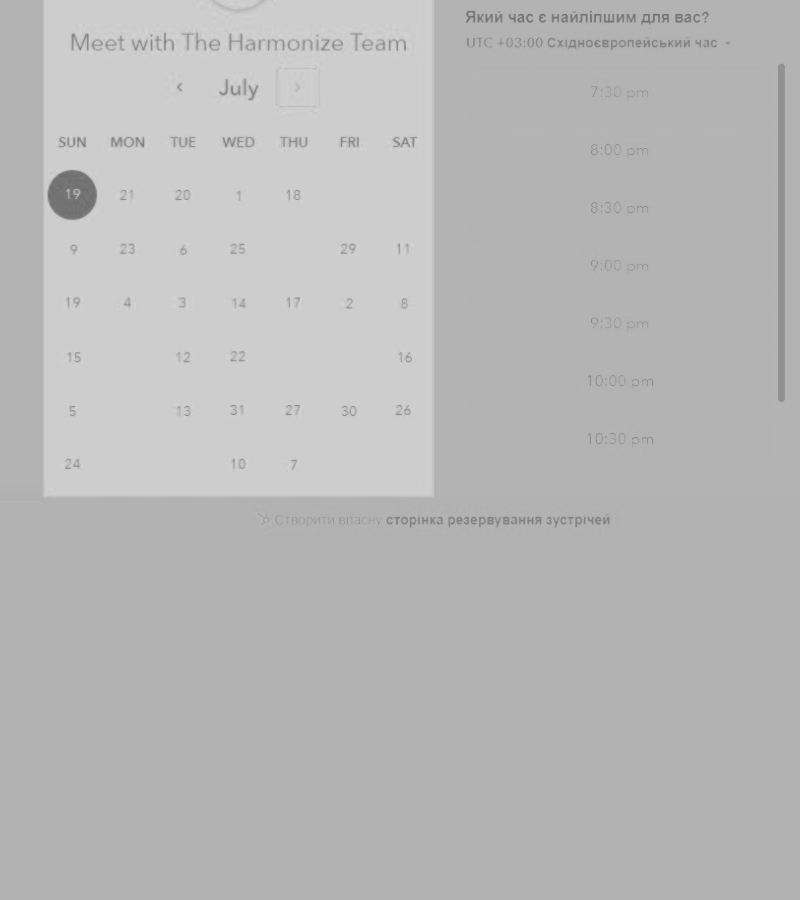 Meet with The Harmonize Team
July
SUN MON TUE WED THU FRI SAT
19 21 20 1 18
9 23 6 25 29 11
19 4 3 14 17 2 8
15 12 22 16
5 13 31 27 30 26
24 10 7
Який час є найліпшим для вас?
UTC +03:00 Східноєвропейський час
7:30 pm
8:00 pm
8:30 pm
9:00 pm
9:30 pm
10:00 pm
10:30 pm
Створити власну сторінка резервування зустрічей